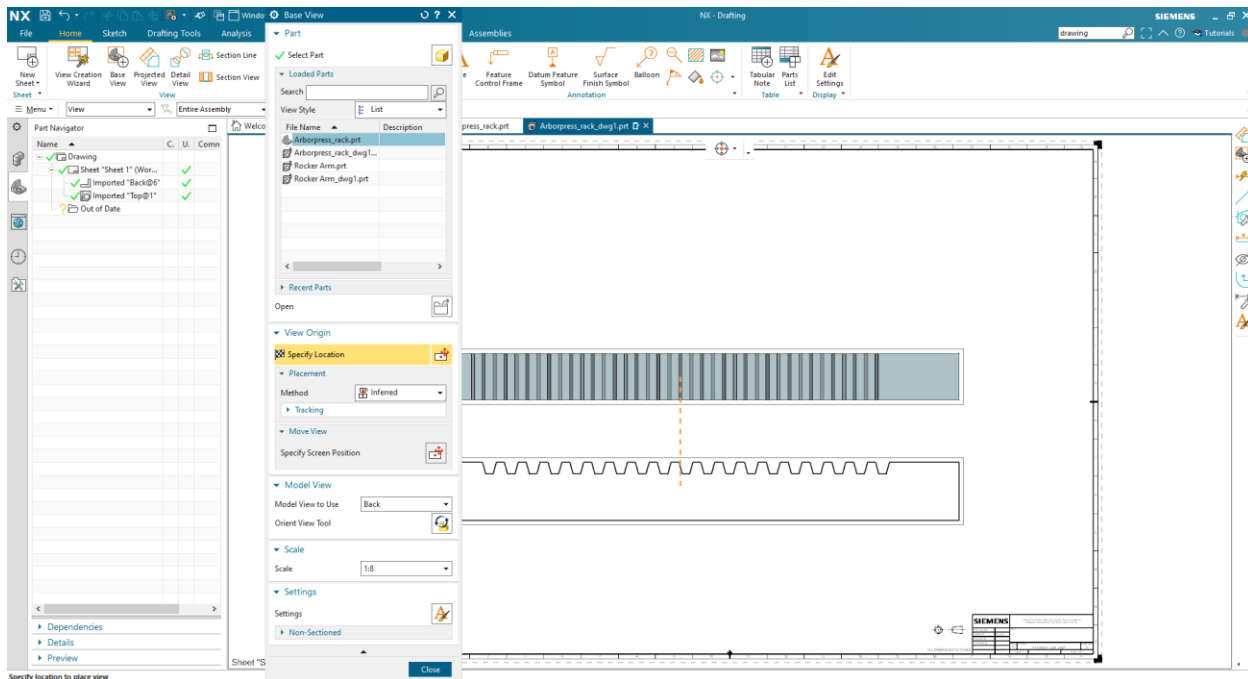 NX
Windo
Base View
NX - Drafting
SIEMENS
File
Home
Sketch
Drafting Tools
Analysis
Assemblies
drawing
Tutorials
New
Sheet
View Creation
Wizard
Base
View
Projected
View
Detail
View
Section Line
Section View
Feature
Control Frame
Datum Feature
Symbol
Surface
Finish Symbol
Balloon
Tabular
Note
Parts
List
Edit
Settings
Sheet
View
Annotation
Table
Display
Menu
View
Entire Assembly
Part Navigator
Welco
press_rack.prt
Arborpress_rack_dwg1.prt
Name C. U. Comn
Drawing
Sheet "Sheet 1" (Wor...
Imported "Back@6"
Imported "Top@1"
Out of Date
Dependencies
Details
Preview
Part
Select Part
Loaded Parts
Search
View Style List
File Name Description
Arborpress_rack.prt
Arborpress_rack_dwg1...
Rocker Arm.prt
Rocker Arm_dwg1.prt
Recent Parts
Open
View Origin
Specify Location
Placement
Method Inferred
Tracking
Move View
Specify Screen Position
Model View
Model View to Use Back
Orient View Tool
Scale
Scale 1:8
Settings
Settings
Non-Sectioned
Close
SIEMENS
Sheet "S
Specify location to place view